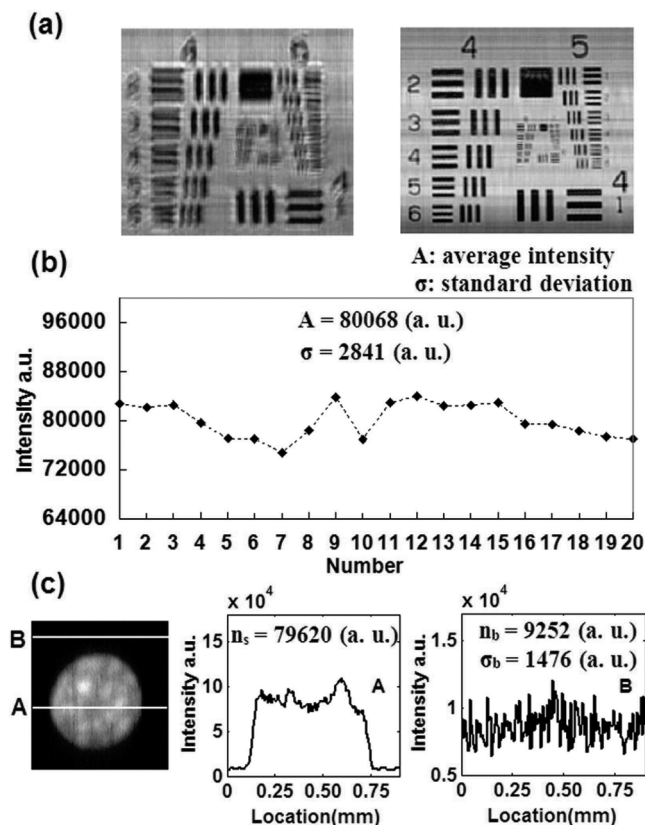 (a)
4 5
2
3
4
5
6
4
1
A: average intensity
σ: standard deviation
(b)
A = 80068 (a. u.)
σ = 2841 (a. u.)
Intensity a.u.
96000
88000
80000
72000
64000
1 2 3 4 5 6 7 8 9 10 11 12 13 14 15 16 17 18 19 20
Number
(c)
B
A
x 10⁴
nₛ = 79620 (a. u.)
A
Intensity a.u.
15
10
5
0
0 0.25 0.50 0.75
Location(mm)
x 10⁴
n_b = 9252 (a. u.)
σ_b = 1476 (a. u.)
B
Intensity a.u.
1.5
1.0
0.5
0 0.25 0.50 0.75
Location(mm)